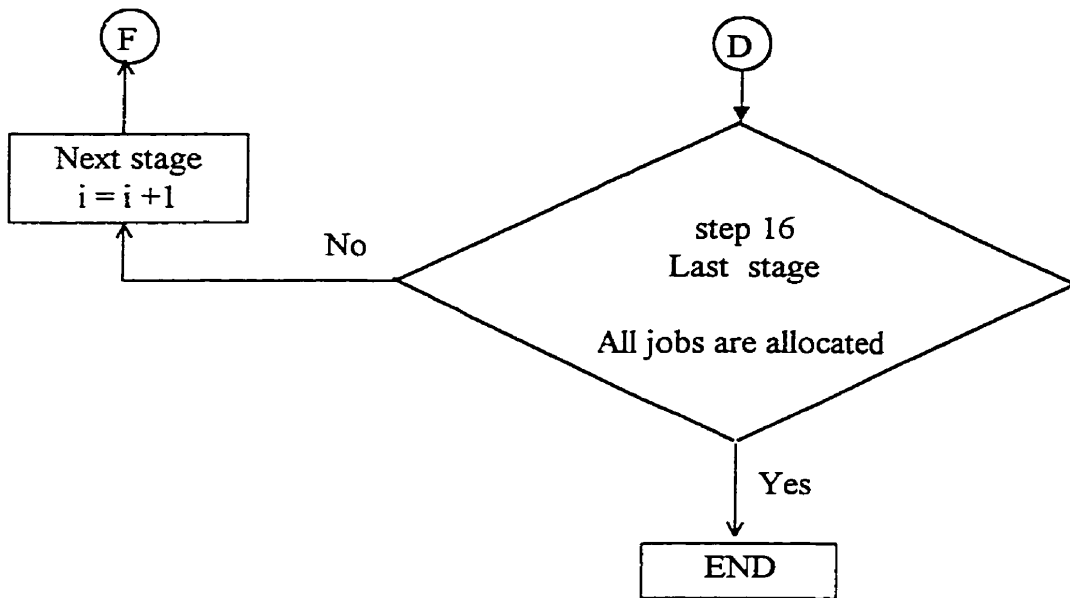 F
D
Next stage
i = i +1
No
step 16
Last stage
All jobs are allocated
Yes
END